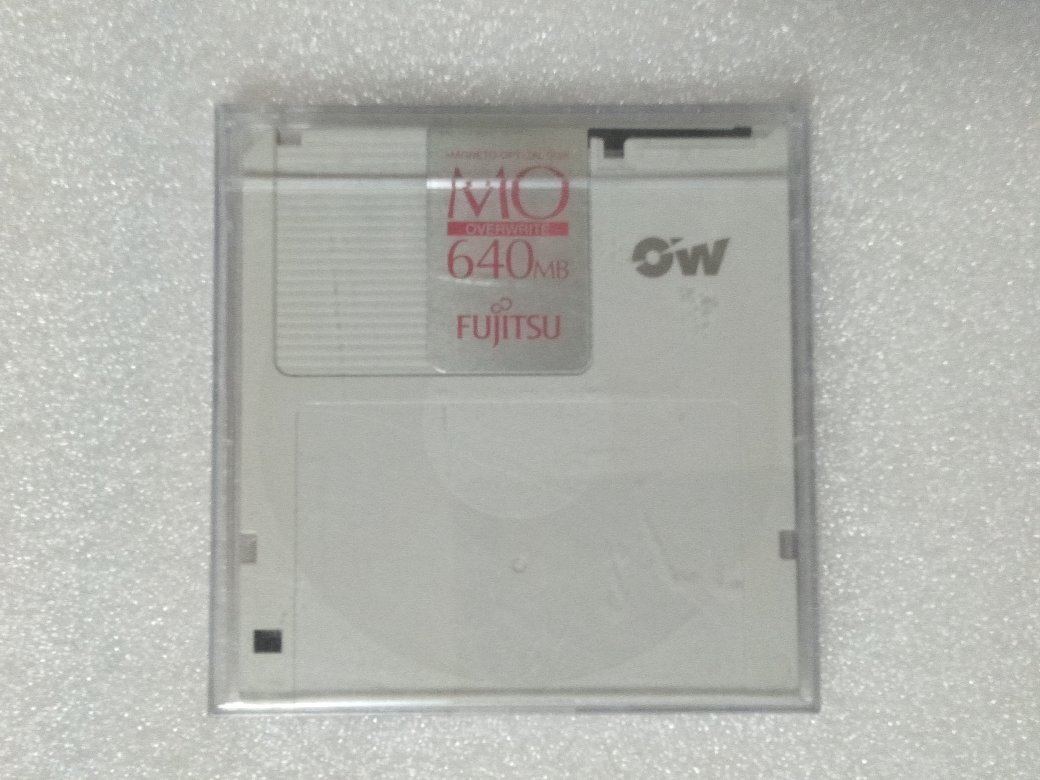 MAGNETO OPTICAL DISK
MO
OVERWRITE
640MB
FUJITSU
OW